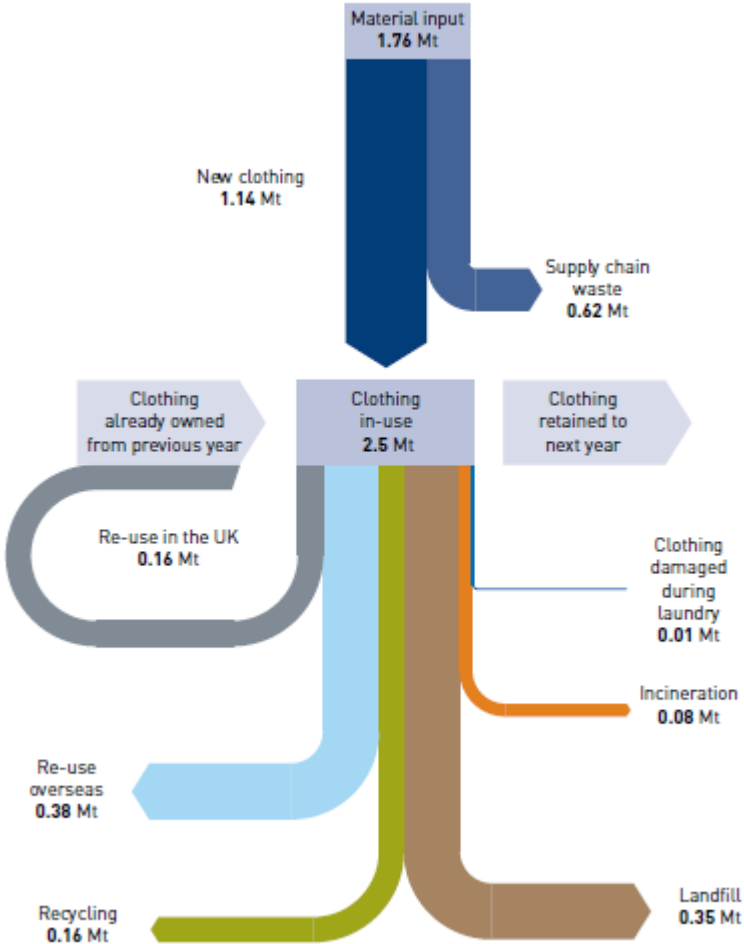 Material input
1.76 Mt
New clothing
1.14 Mt
Supply chain
waste
0.62 Mt
Clothing
already owned
from previous year
Clothing
in-use
2.5 Mt
Clothing
retained to
next year
Re-use in the UK
0.16 Mt
Clothing
damaged
during
laundry
0.01 Mt
Incineration
0.08 Mt
Re-use
overseas
0.38 Mt
Recycling
0.16 Mt
Landfill
0.35 Mt